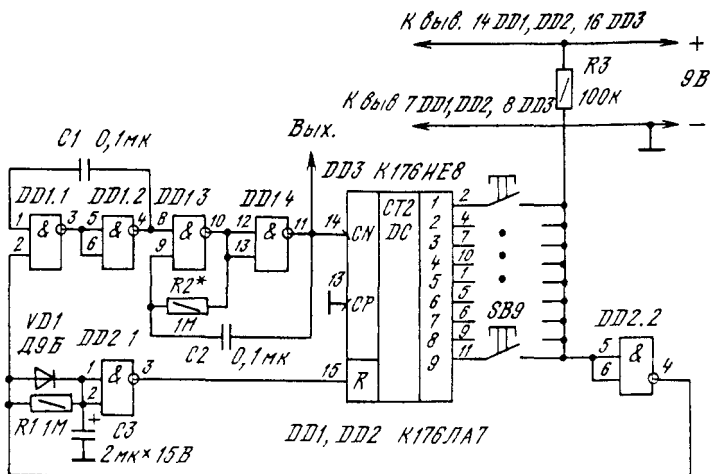 К выв. 14 DD1, DD2, 16 DD3
+
R3
100к
9В
К выв 7 DD1, DD2, 8 DD3
-
C1 0,1мк
Вых.
DD3 К176ИЕ8
DD1.1 DD1.2 DD1 3 DD1 4
1 & 3 5 & 4 8 & 10 12 & 11 14
2 6 9 13
CN CT2 DC
R2*
1M
C2 0,1мк
13 CP
1 2
2 4
3 7
4 10
5 1
6 5
7 6
8 9
9 11
SB9
DD2.2
5 & 4
6
VD1
Д9Б
DD2 1
1 & 3
2
15 R
R1 1M
+
C3
2мк×15В
DD1, DD2 К176ЛА7